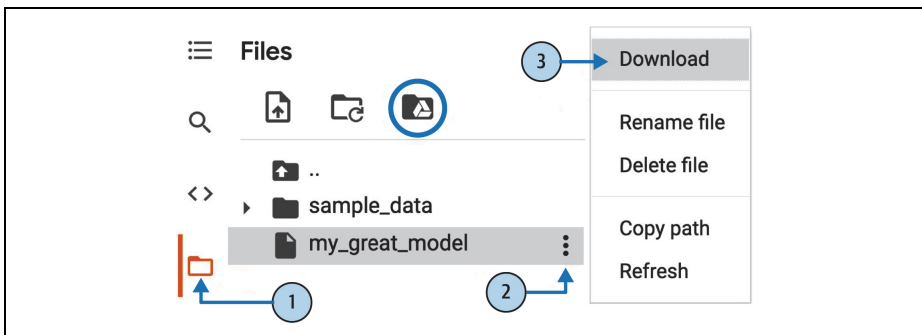 Files
3
Download
Rename file
Delete file
..
sample_data
my_great_model
Copy path
Refresh
1
2